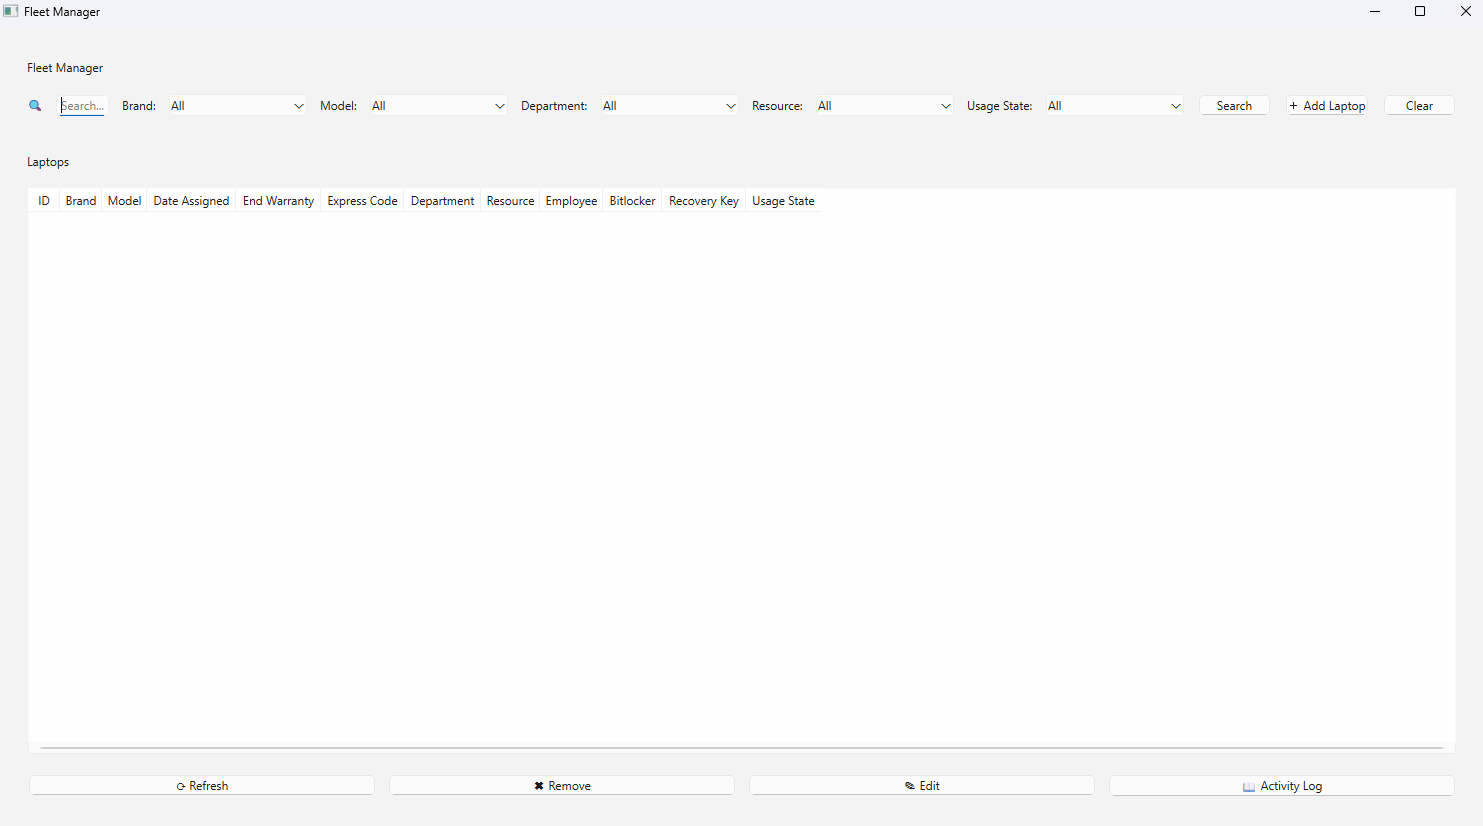 Fleet Manager
Fleet Manager
Search... Brand: All Model: All Department: All Resource: All Usage State: All Search + Add Laptop Clear
Laptops
ID Brand Model Date Assigned End Warranty Express Code Department Resource Employee Bitlocker Recovery Key Usage State
⟳ Refresh ✖ Remove ✎ Edit 📖 Activity Log